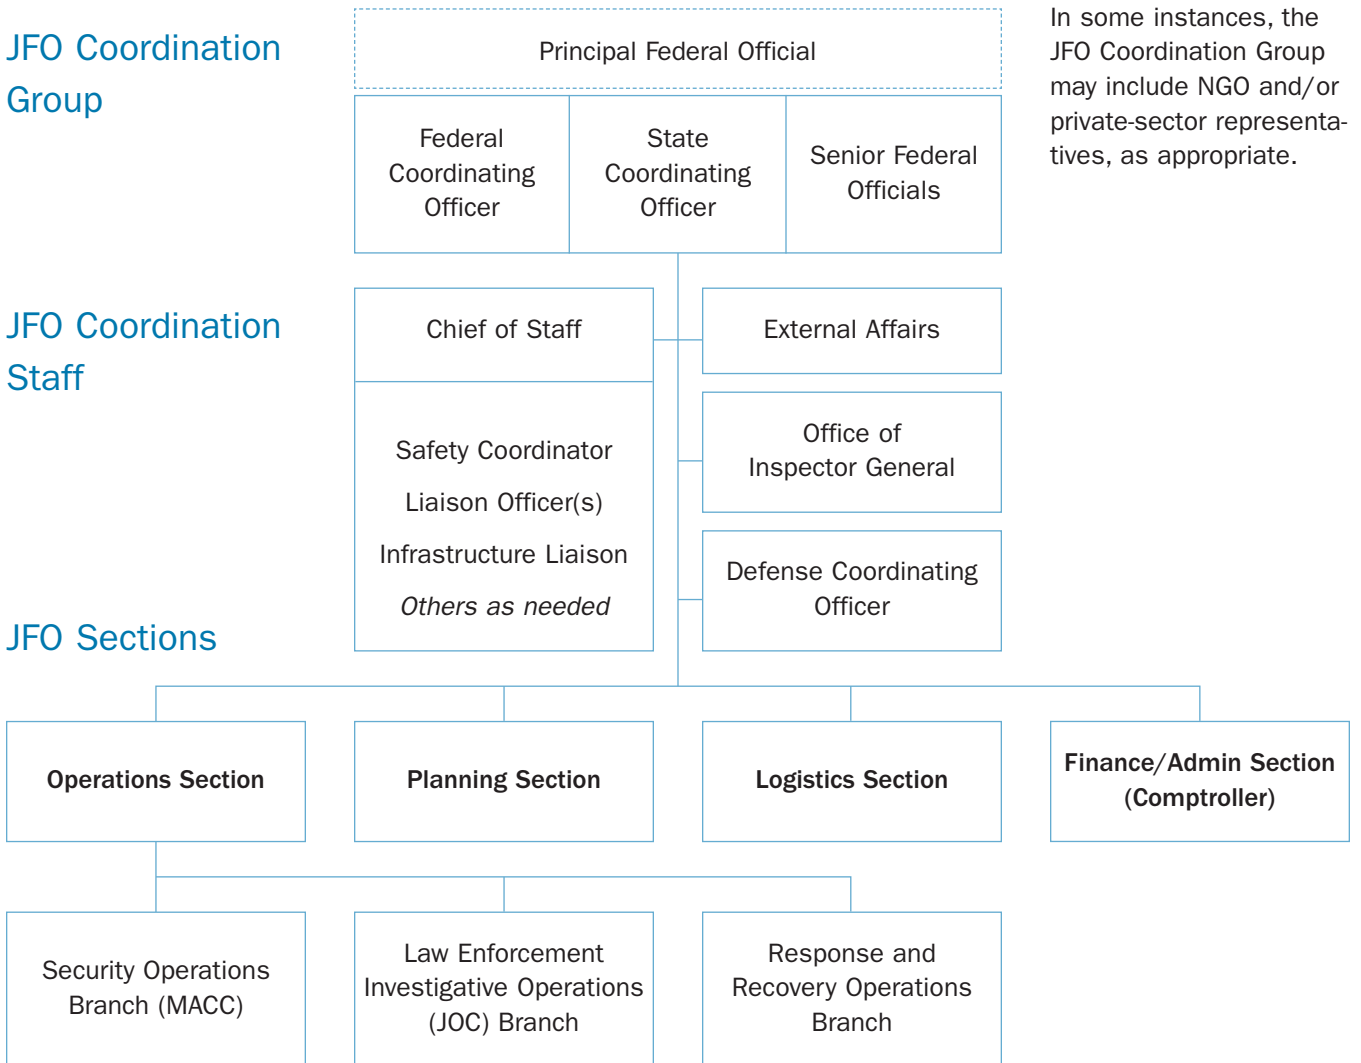 JFO Coordination
Group
Principal Federal Official
In some instances, the
JFO Coordination Group
may include NGO and/or
private-sector representa-
tives, as appropriate.
Federal
Coordinating
Officer
State
Coordinating
Officer
Senior Federal
Officials
JFO Coordination
Staff
Chief of Staff
External Affairs
Safety Coordinator
Liaison Officer(s)
Infrastructure Liaison
Others as needed
Office of
Inspector General
Defense Coordinating
Officer
JFO Sections
Operations Section
Planning Section
Logistics Section
Finance/Admin Section
(Comptroller)
Security Operations
Branch (MACC)
Law Enforcement
Investigative Operations
(JOC) Branch
Response and
Recovery Operations
Branch